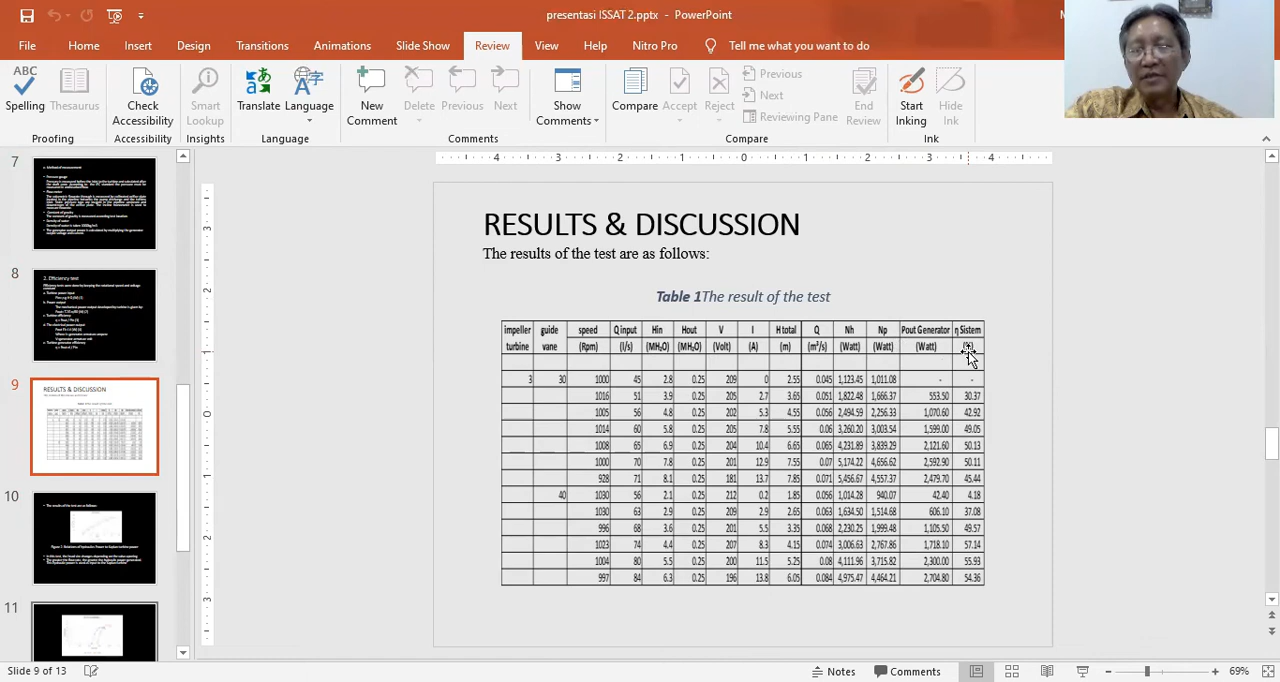 presentasi ISSAT 2.pptx - PowerPoint
File Home Insert Design Transitions Animations Slide Show Review View Help Nitro Pro Tell me what you want to do
ABC
Spelling Thesaurus Check Accessibility Smart Lookup Translate Language New Comment Delete Previous Next Show Comments Compare Accept Reject Previous Next Reviewing Pane End Review Start Inking Hide Ink
Proofing Accessibility Insights Language Comments Compare Ink
7
8
2. Efficiency test
9
RESULTS & DISCUSSION
10
11
RESULTS & DISCUSSION
The results of the test are as follows:
Table 1 The result of the test
impeller guide speed Q input Hin Hout V I H total Q Nh Np Pout Generator η Sistem
turbine vane (Rpm) (l/s) (MH₂O) (MH₂O) (Volt) (A) (m) (m³/s) (Watt) (Watt) (Watt)
3 30 1000 45 2.8 0.25 209 0 2.55 0.045 1,123.45 1,011.08 - -
1016 51 3.9 0.25 205 2.7 3.65 0.051 1,822.48 1,666.37 553.50 30.37
1005 56 4.8 0.25 202 5.3 4.55 0.056 2,494.59 2,256.33 1,070.60 42.92
1014 60 5.8 0.25 205 7.8 5.55 0.06 3,260.20 3,003.54 1,599.00 49.05
1008 65 6.9 0.25 204 10.4 6.65 0.065 4,231.89 3,839.29 2,121.60 50.13
1000 70 7.8 0.25 201 12.9 7.55 0.07 5,174.22 4,656.62 2,592.90 50.11
928 71 8.1 0.25 181 13.7 7.85 0.071 5,456.67 4,557.37 2,479.70 45.44
40 1030 56 2.1 0.25 212 0.2 1.85 0.056 1,014.28 940.07 42.40 4.18
1030 63 2.9 0.25 209 2.9 2.65 0.063 1,634.50 1,514.68 606.10 37.08
996 68 3.6 0.25 201 5.5 3.35 0.068 2,230.25 1,999.48 1,105.50 49.57
1023 74 4.4 0.25 207 8.3 4.15 0.074 3,006.63 2,767.86 1,718.10 57.14
1004 80 5.5 0.25 200 11.5 5.25 0.08 4,111.96 3,715.82 2,300.00 55.93
997 84 6.3 0.25 196 13.8 6.05 0.084 4,975.47 4,464.21 2,704.80 54.36
Slide 9 of 13 Notes Comments 69%